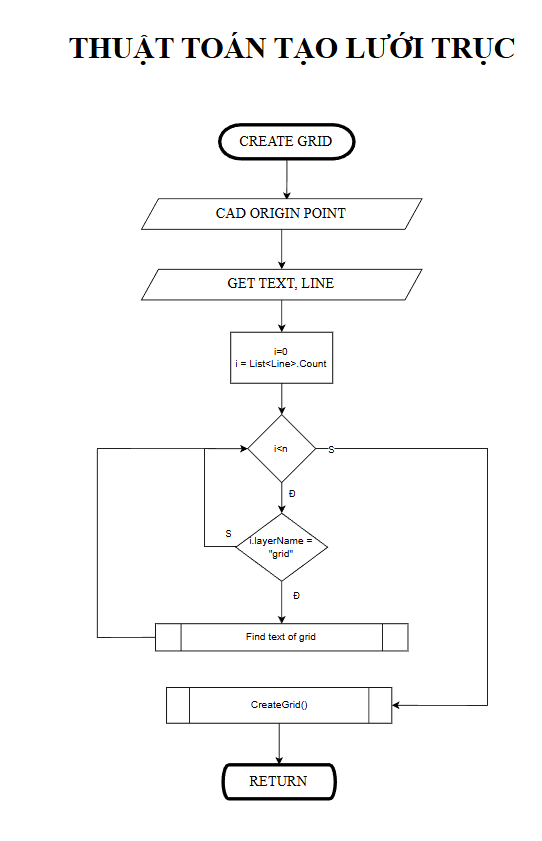 THUẬT TOÁN TẠO LƯỚI TRỤC
CREATE GRID
CAD ORIGIN POINT
GET TEXT, LINE
i=0
i = List<Line>.Count
i<n
S
Đ
S
i.layerName =
"grid"
Đ
Find text of grid
CreateGrid()
RETURN